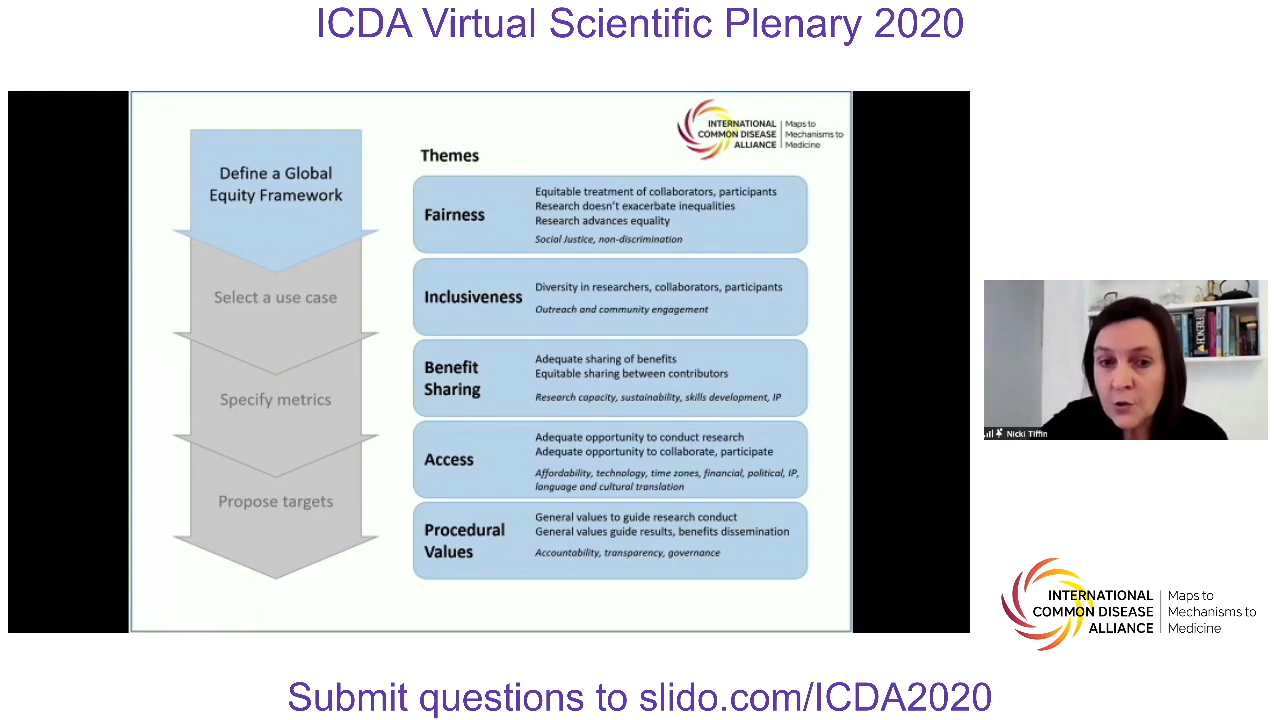 ICDA Virtual Scientific Plenary 2020
INTERNATIONAL
COMMON DISEASE
ALLIANCE
Maps to
Mechanisms to
Medicine
Define a Global
Equity Framework
Select a use case
Specify metrics
Propose targets
Themes
Fairness
Equitable treatment of collaborators, participants
Research doesn't exacerbate inequalities
Research advances equality
Social Justice, non-discrimination
Inclusiveness
Diversity in researchers, collaborators, participants
Outreach and community engagement
Benefit
Sharing
Adequate sharing of benefits
Equitable sharing between contributors
Research capacity, sustainability, skills development, IP
Access
Adequate opportunity to conduct research
Adequate opportunity to collaborate, participate
Affordability, technology, time zones, financial, political, IP,
language and cultural translation
Procedural
Values
General values to guide research conduct
General values guide results, benefits dissemination
Accountability, transparency, governance
FRENCH
Nicki Tiffin
INTERNATIONAL
COMMON DISEASE
ALLIANCE
Maps to
Mechanisms to
Medicine
Submit questions to slido.com/ICDA2020